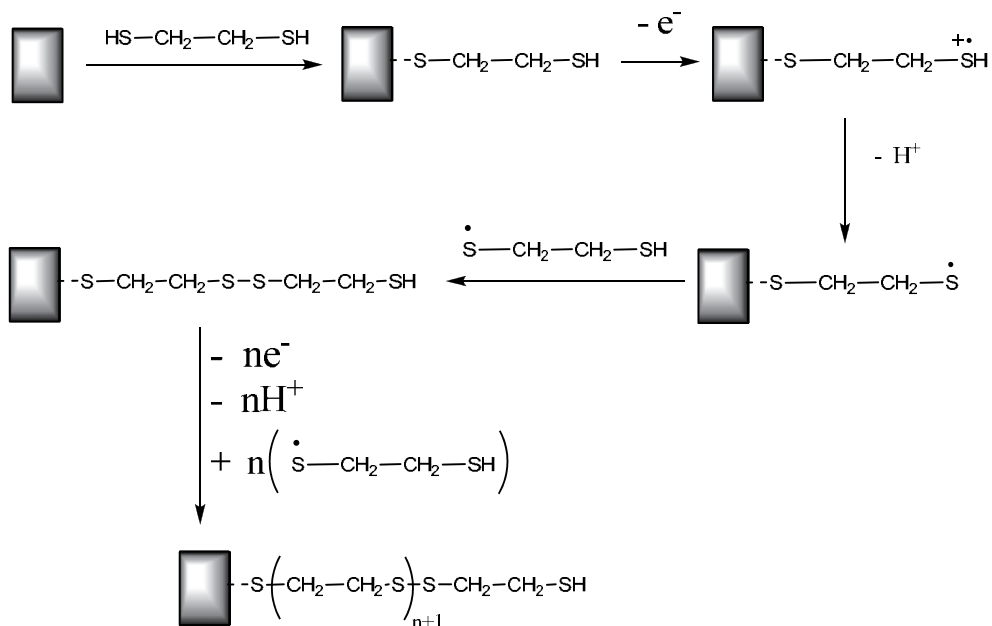 HS—CH₂—CH₂—SH
- e⁻
--S—CH₂—CH₂—SH
--S—CH₂—CH₂—SH +•
- H⁺
--S—CH₂—CH₂—S•
•S—CH₂—CH₂—SH
--S—CH₂—CH₂—S—S—CH₂—CH₂—SH
- ne⁻
- nH⁺
+ n(•S—CH₂—CH₂—SH)
--S(—CH₂—CH₂-S)ₙ₊₁—S—CH₂—CH₂—SH